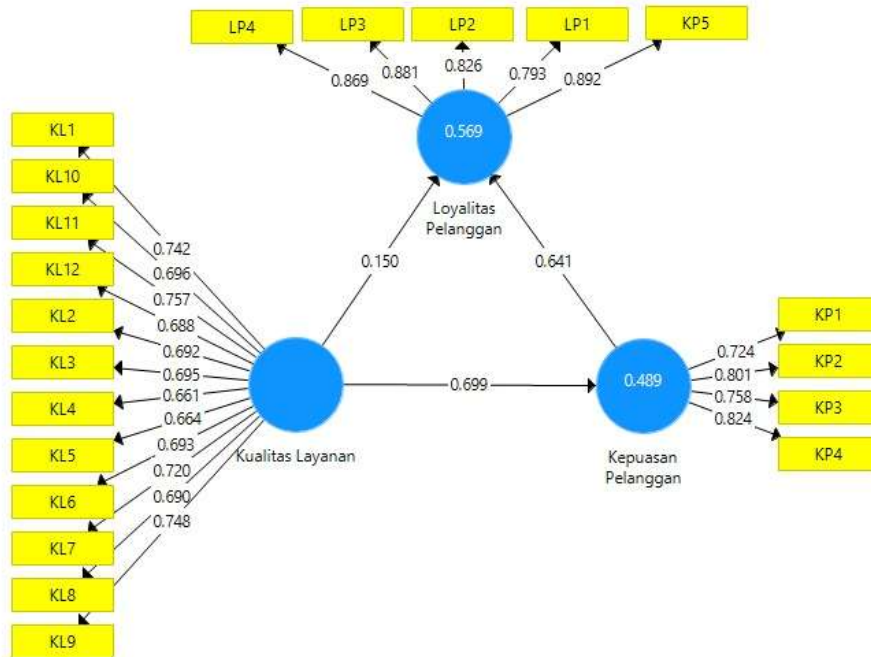 LP4
LP3
LP2
LP1
KP5
0.869
0.881
0.826
0.793
0.892
0.569
Loyalitas
Pelanggan
KL1
KL10
KL11
KL12
KL2
KL3
KL4
KL5
KL6
KL7
KL8
KL9
0.742
0.696
0.757
0.688
0.692
0.695
0.661
0.664
0.693
0.720
0.690
0.748
Kualitas Layanan
0.150
0.641
0.699
0.489
Kepuasan
Pelanggan
0.724
0.801
0.758
0.824
KP1
KP2
KP3
KP4